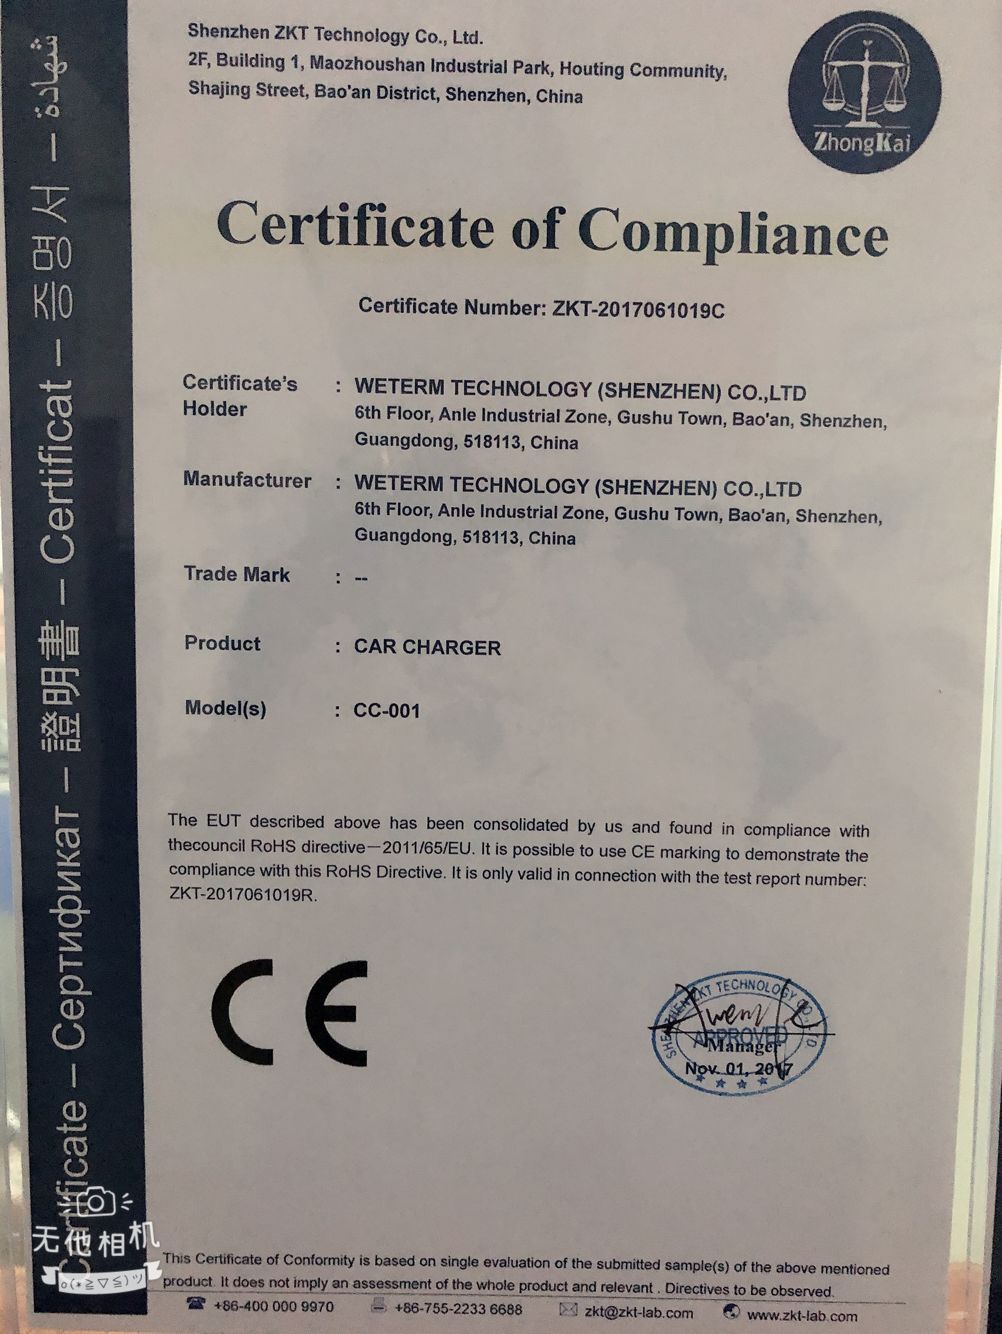 Shenzhen ZKT Technology Co., Ltd.
2F, Building 1, Maozhoushan Industrial Park, Houting Community,
Shajing Street, Bao'an District, Shenzhen, China
ZhongKai
Certificate of Compliance
Certificate Number: ZKT-2017061019C
Certificate's Holder : WETERM TECHNOLOGY (SHENZHEN) CO.,LTD
6th Floor, Anle Industrial Zone, Gushu Town, Bao'an, Shenzhen,
Guangdong, 518113, China
Manufacturer : WETERM TECHNOLOGY (SHENZHEN) CO.,LTD
6th Floor, Anle Industrial Zone, Gushu Town, Bao'an, Shenzhen,
Guangdong, 518113, China
Trade Mark : --
Product : CAR CHARGER
Model(s) : CC-001
The EUT described above has been consolidated by us and found in compliance with
thecouncil RoHS directive—2011/65/EU. It is possible to use CE marking to demonstrate the
compliance with this RoHS Directive. It is only valid in connection with the test report number:
ZKT-2017061019R.
CE
SHENZHEN ZKT TECHNOLOGY CO., LTD
APPROVED
Manager
Nov. 01, 2017
This Certificate of Conformity is based on single evaluation of the submitted sample(s) of the above mentioned
product. It does not imply an assessment of the whole product and relevant . Directives to be observed.
+86-400 000 9970 +86-755-2233 6688 zkt@zkt-lab.com www.zkt-lab.com
Certificate – Сертификат – 證明書 – Certificat – 증명서 – شهادة
无他相机
o(*≧▽≦)ツ